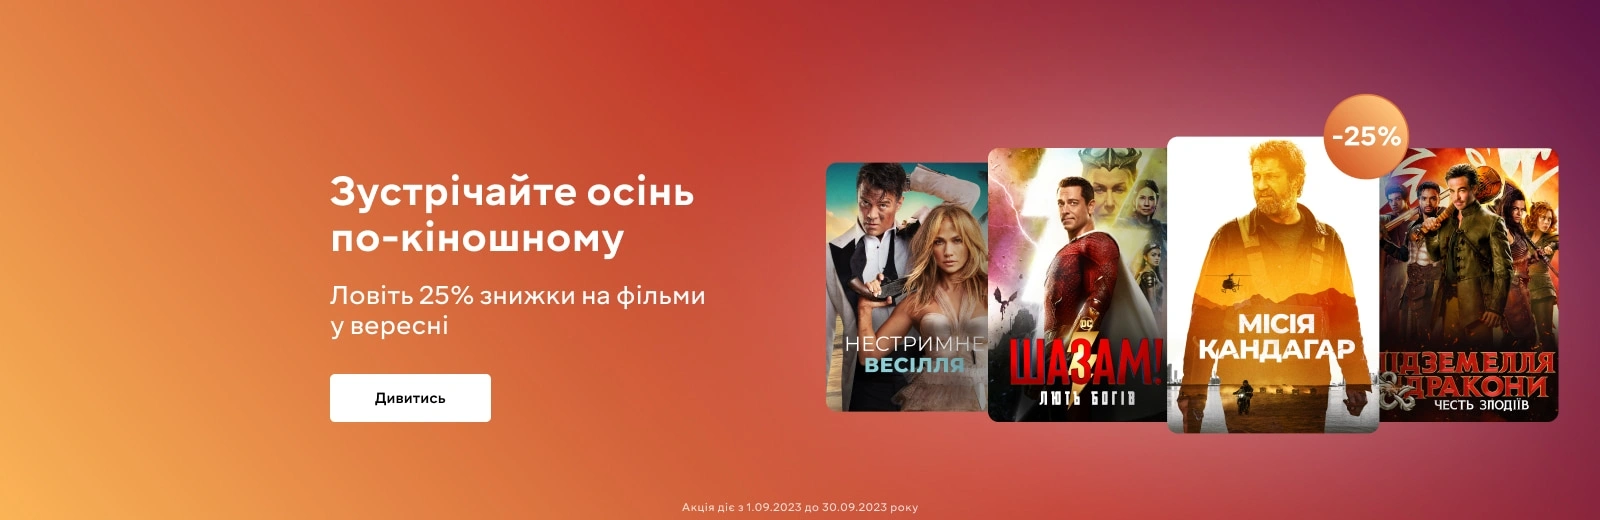 Зустрічайте осінь
по-кіношному
Ловіть 25% знижки на фільми
у вересні
Дивитись
НЕСТРИМНЕ
ВЕСІЛЛЯ
DC
ШАЗАМ!
ЛЮТЬ БОГІВ
МІСІЯ
КАНДАГАР
-25%
ПІДЗЕМЕЛЛЯ
ДРАКОНИ
ЧЕСТЬ ЗЛОДІЇВ
Акція діє з 1.09.2023 до 30.09.2023 року